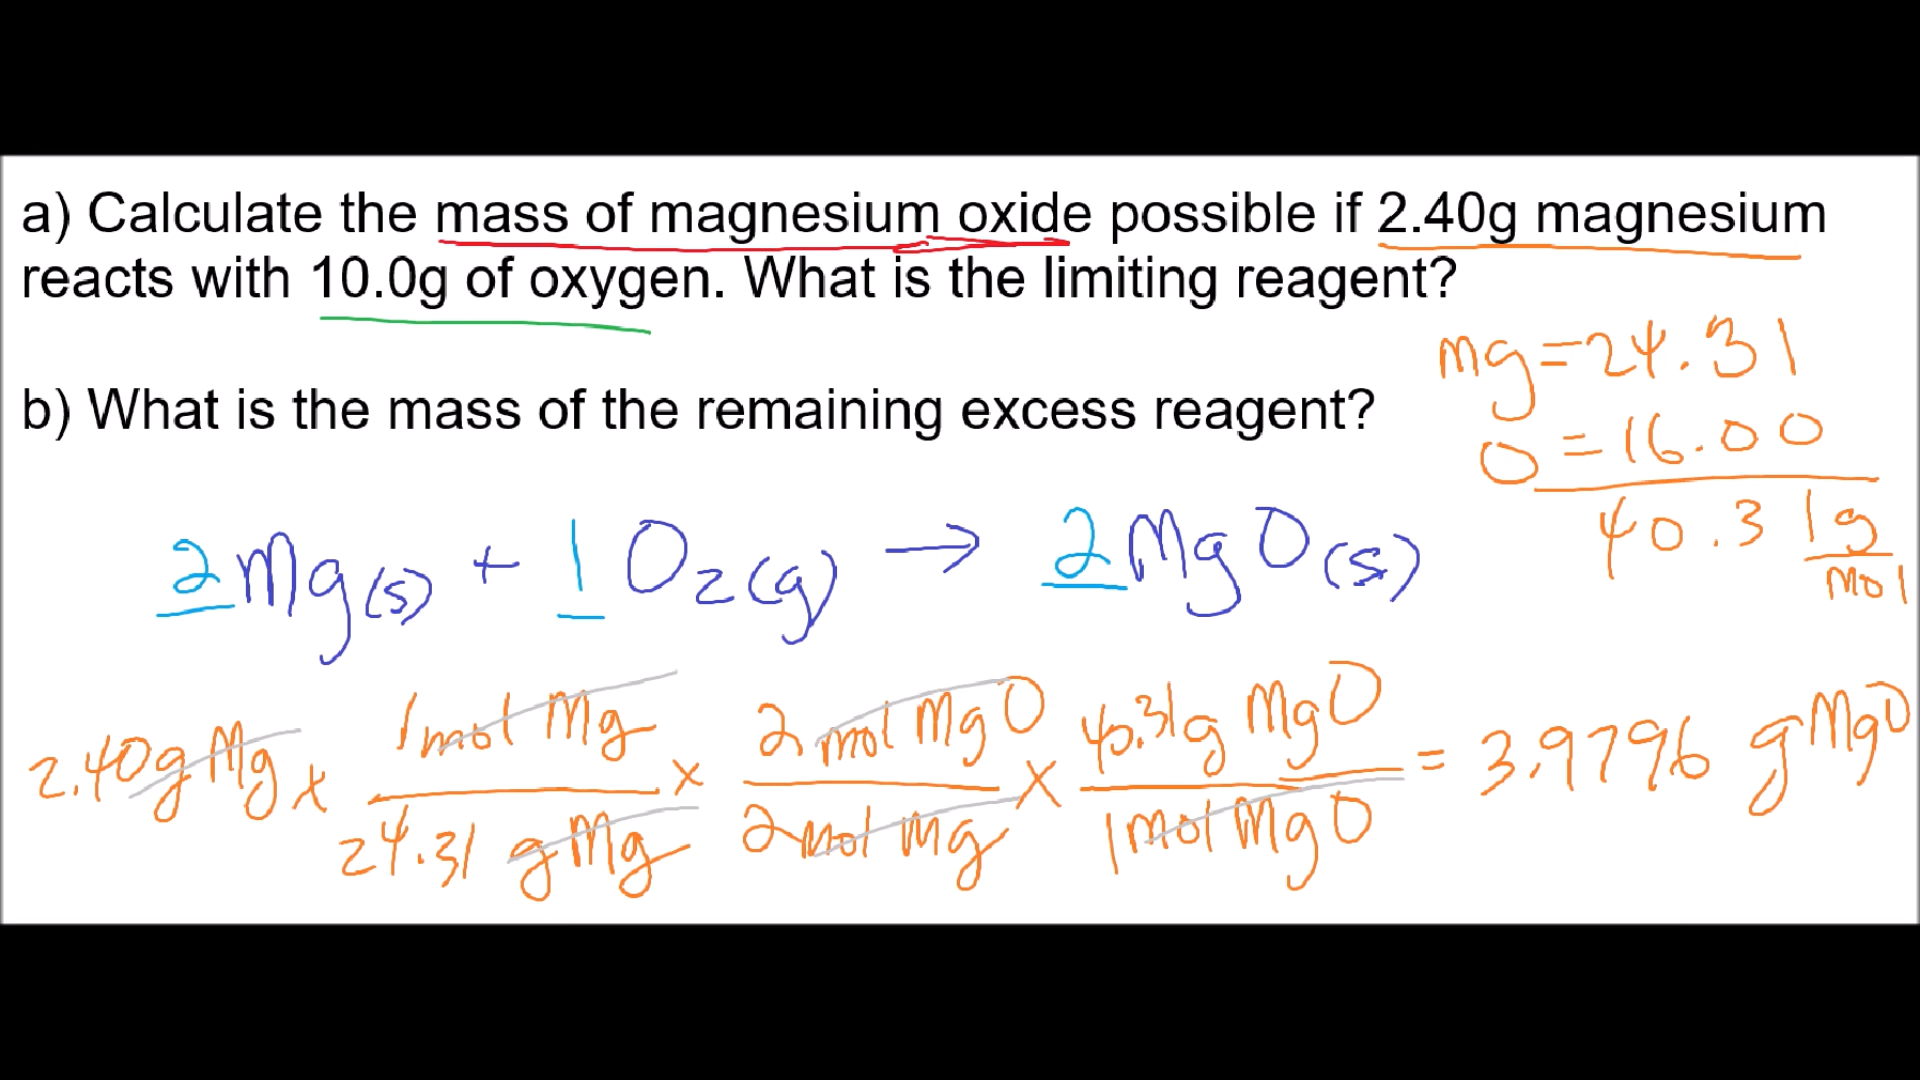 a) Calculate the mass of magnesium oxide possible if 2.40g magnesium
reacts with 10.0g of oxygen. What is the limiting reagent?
mg = 24.31
b) What is the mass of the remaining excess reagent?
O = 16.00
40.31 g/mol
2Mg(s) + 1O2(g) → 2MgO(s)
2.40g Mg x 1mol Mg/24.31 gMg x 2mol MgO/2mol mg x 40.31g MgO/1mol MgO = 3.9796 gMgO